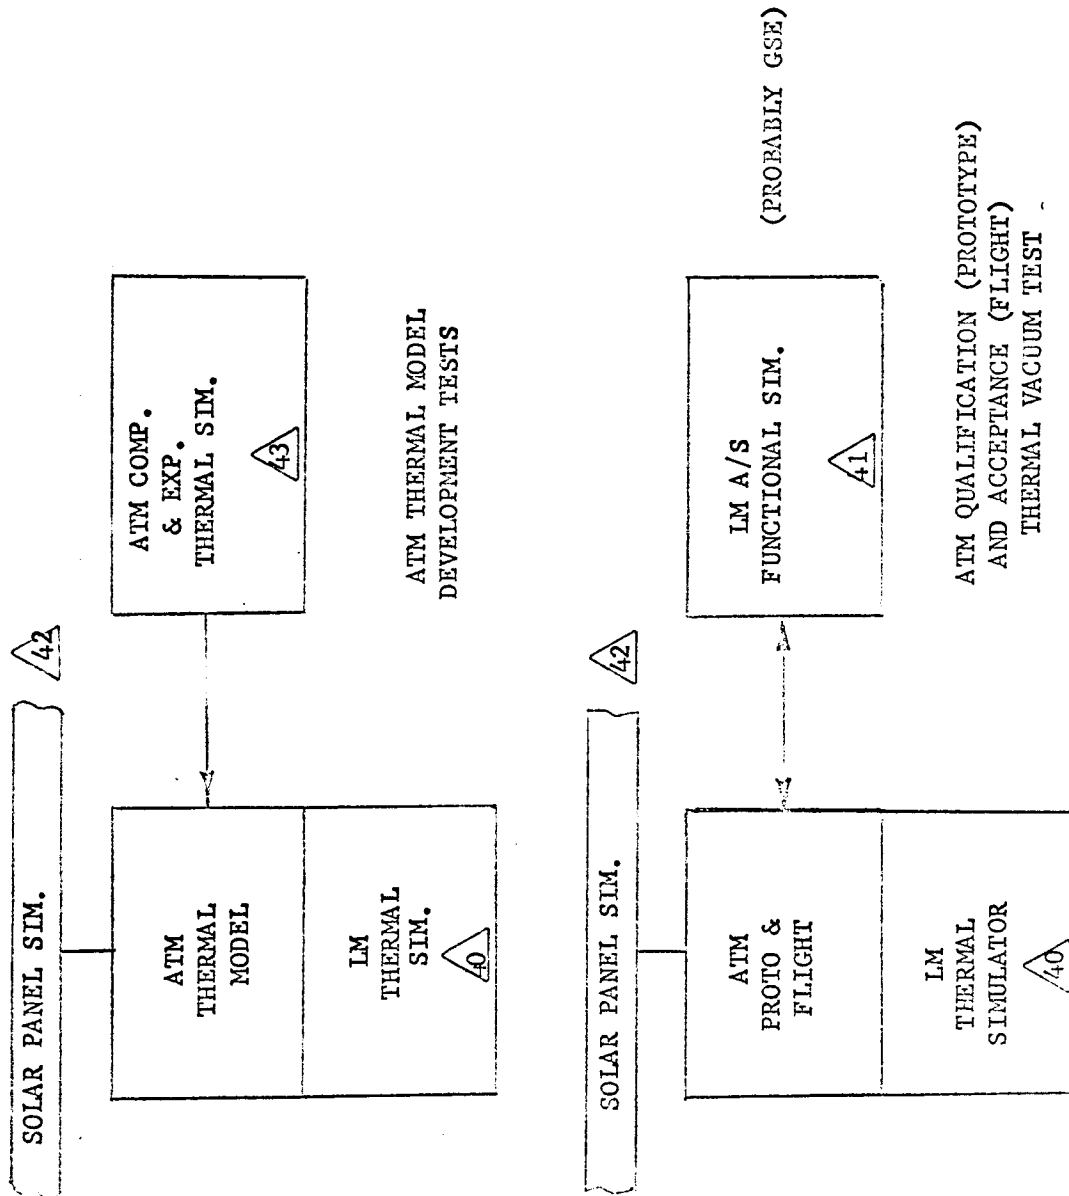 SOLAR PANEL SIM.
42
ATM
THERMAL
MODEL
LM
THERMAL
SIM.
40
ATM COMP.
& EXP.
THERMAL SIM.
43
ATM THERMAL MODEL
DEVELOPMENT TESTS
SOLAR PANEL SIM.
42
ATM
PROTO &
FLIGHT
LM
THERMAL
SIMULATOR
40
LM A/S
FUNCTIONAL SIM.
41
(PROBABLY GSE)
ATM QUALIFICATION (PROTOTYPE)
AND ACCEPTANCE (FLIGHT)
THERMAL VACUUM TEST